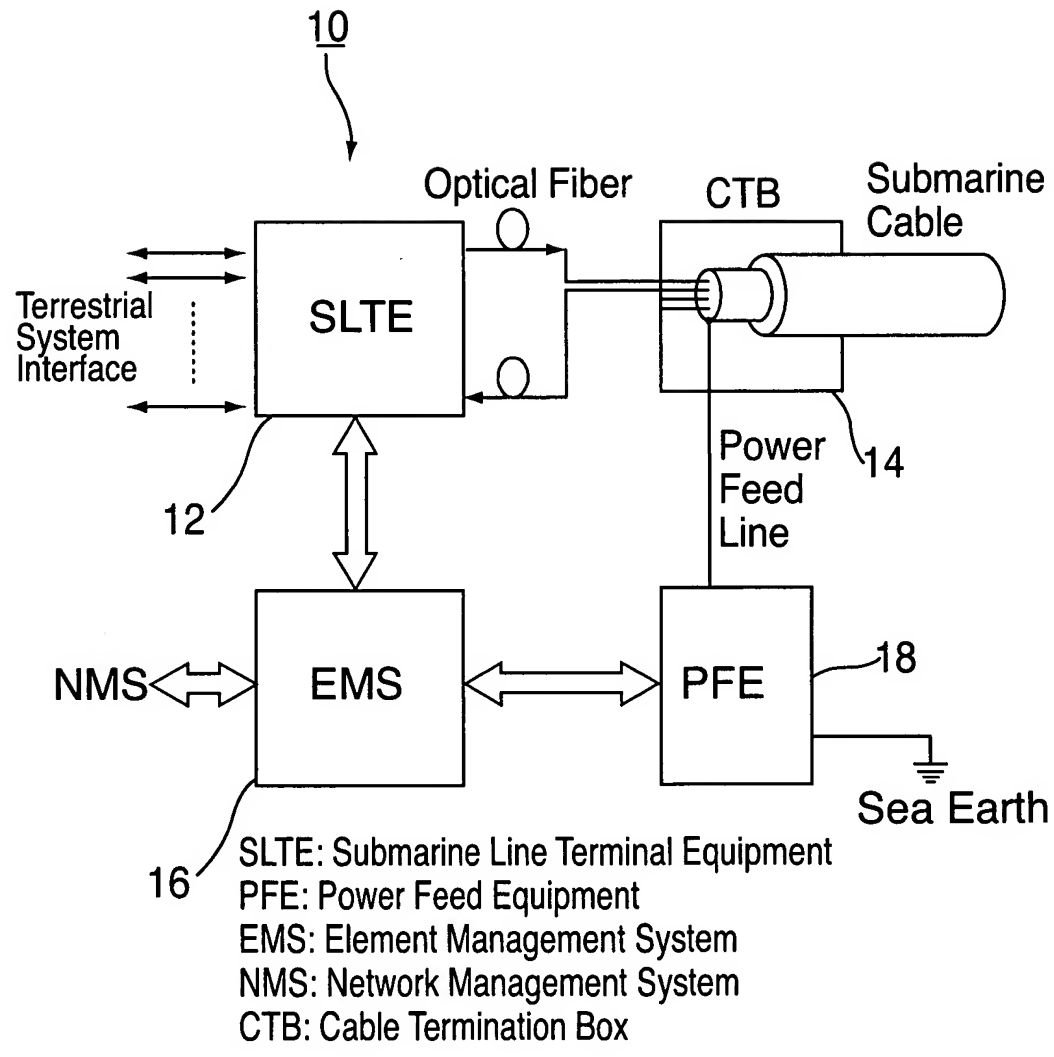 10
Optical Fiber
CTB
Submarine
Cable
SLTE
Terrestrial
System
Interface
12
14
Power
Feed
Line
NMS
EMS
PFE
18
Sea Earth
16
SLTE: Submarine Line Terminal Equipment
PFE: Power Feed Equipment
EMS: Element Management System
NMS: Network Management System
CTB: Cable Termination Box